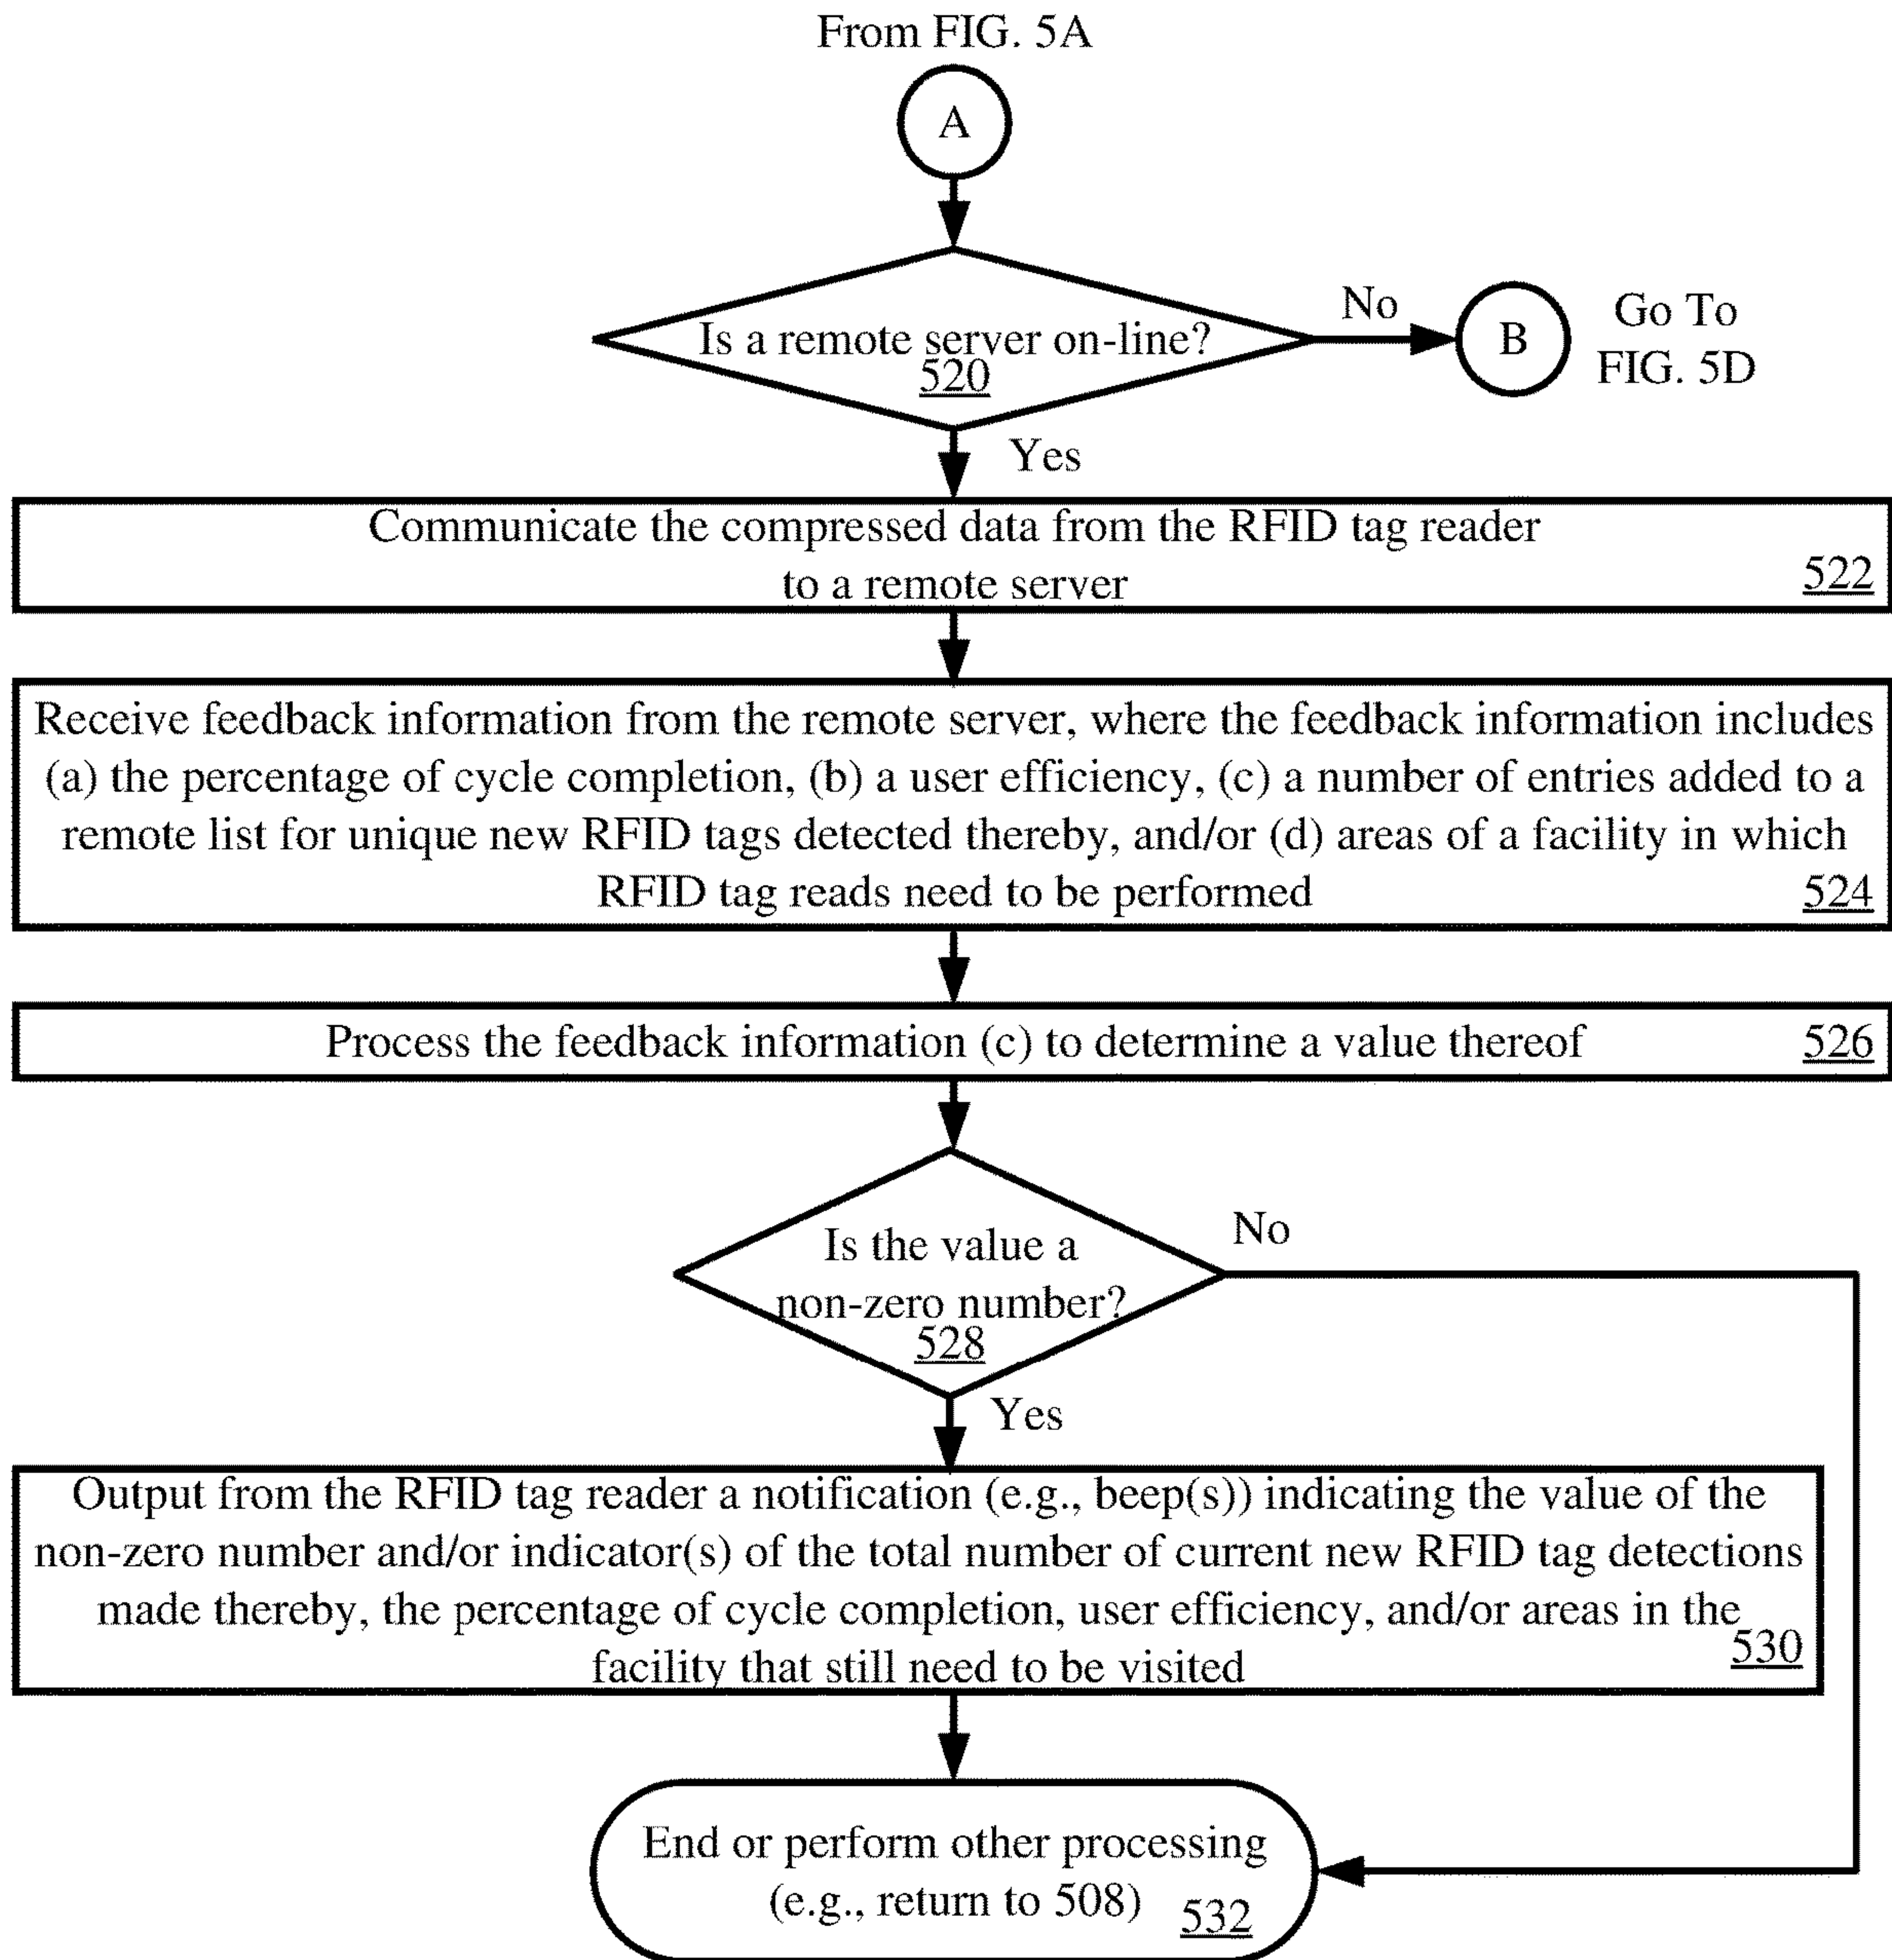 From FIG. 5A
A
Is a remote server on-line?
520
No
B
Go To
FIG. 5D
Yes
Communicate the compressed data from the RFID tag reader
to a remote server
522
Receive feedback information from the remote server, where the feedback information includes
(a) the percentage of cycle completion, (b) a user efficiency, (c) a number of entries added to a
remote list for unique new RFID tags detected thereby, and/or (d) areas of a facility in which
RFID tag reads need to be performed
524
Process the feedback information (c) to determine a value thereof
526
Is the value a
non-zero number?
528
No
Yes
Output from the RFID tag reader a notification (e.g., beep(s)) indicating the value of the
non-zero number and/or indicator(s) of the total number of current new RFID tag detections
made thereby, the percentage of cycle completion, user efficiency, and/or areas in the
facility that still need to be visited
530
End or perform other processing
(e.g., return to 508)
532